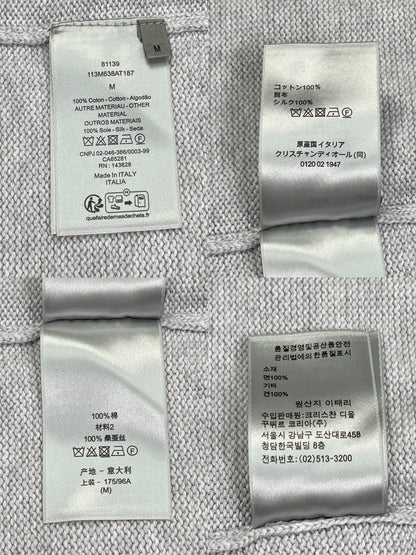 M
81139
113M638AT187
M
100% Coton - Cotton - Algodão
AUTRE MATERIAU - OTHER
MATERIAL
OUTROS MATERIAIS
100% Soie - Silk - Seda
CNPJ 02-046-366/0003-99
CA65281
RN : 143828
Made In ITALY
ITALIA
quefairedemesdechets.fr
コットン100%
別布
シルク100%
原産国 イタリア
クリスチャンディオール(同)
0120 02 1947
100% 棉
材料2
100% 桑蚕丝
产地 - 意大利
上装 - 175/96A
(M)
품질경영및공산품안전
관리법에의한품질표시
소재
면100%
기타
견100%
원산지 이태리
수입판매원: 크리스챤 디올
꾸뛰르 코리아(주)
서울시 강남구 도산대로458
청담한국빌딩 8층
전화번호: (02)513-3200